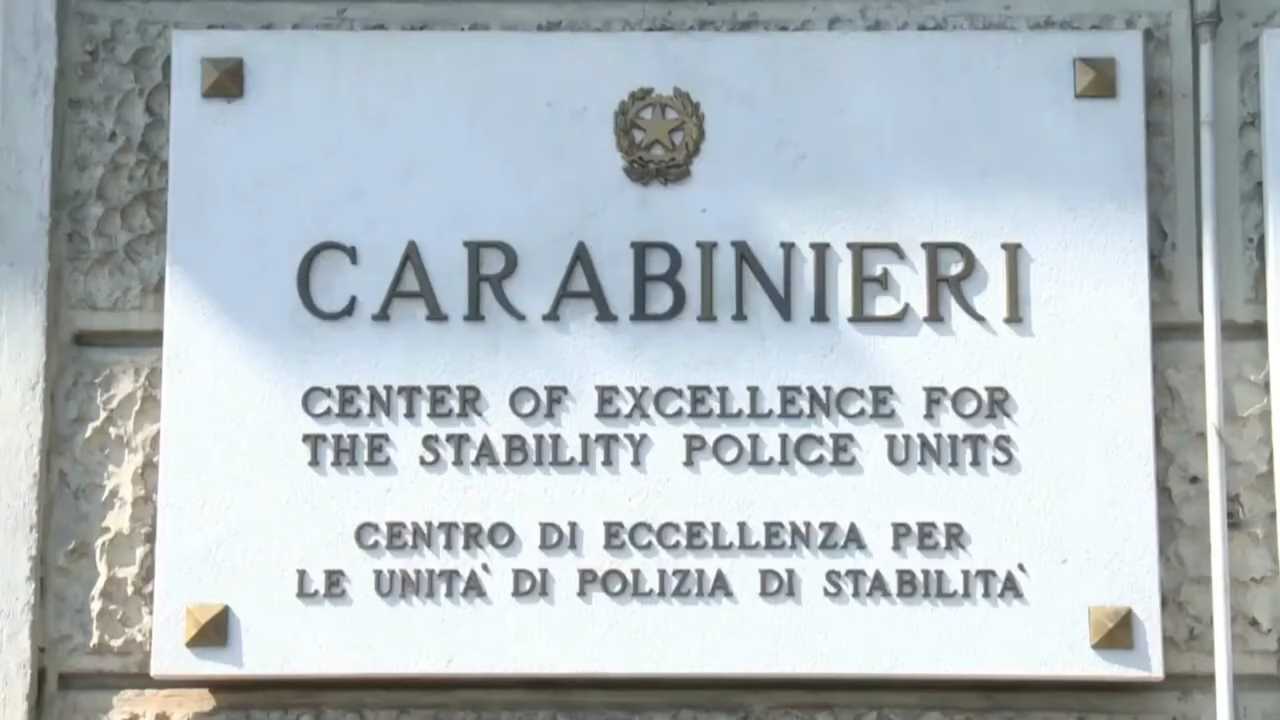 CARABINIERI
CENTER OF EXCELLENCE FOR
THE STABILITY POLICE UNITS
CENTRO DI ECCELLENZA PER
LE UNITA` DI POLIZIA DI STABILITA`